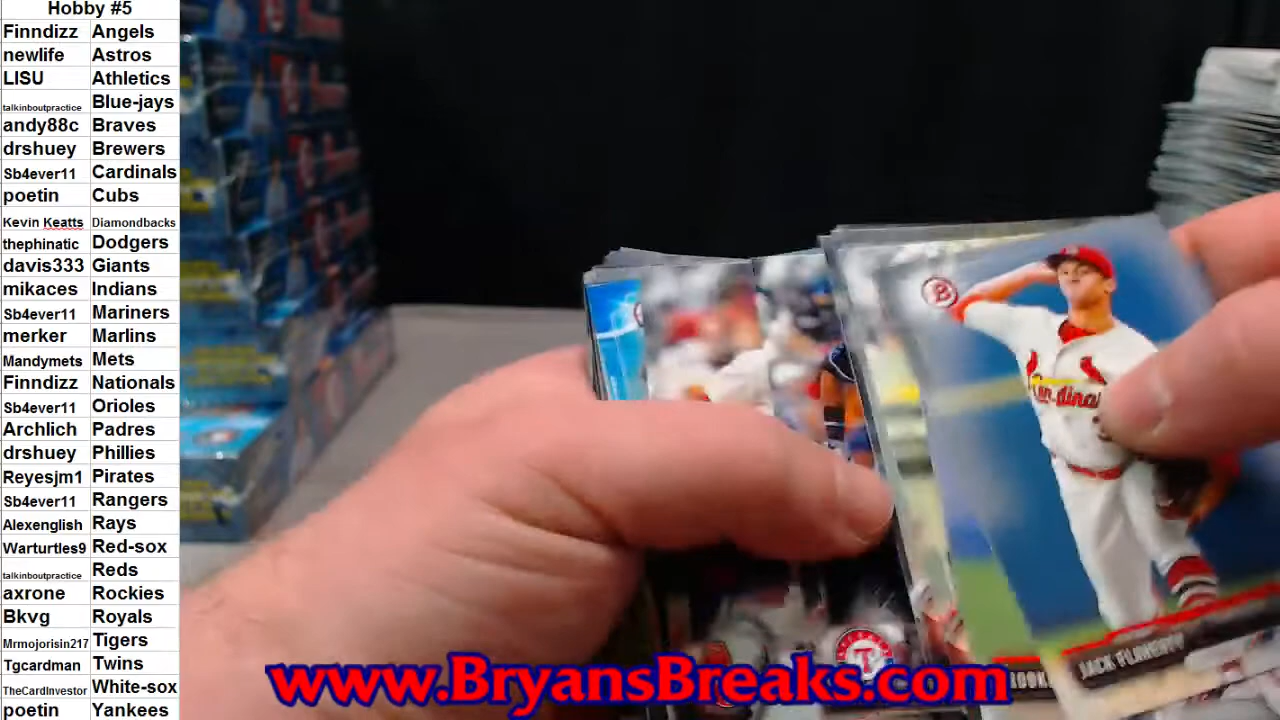 Hobby #5
Finndizz Angels
newlife Astros
LISU Athletics
talkinboutpractice Blue-jays
andy88c Braves
drshuey Brewers
Sb4ever11 Cardinals
poetin Cubs
Kevin Keatts Diamondbacks
thephinatic Dodgers
davis333 Giants
mikaces Indians
Sb4ever11 Mariners
merker Marlins
Mandymets Mets
Finndizz Nationals
Sb4ever11 Orioles
Archlich Padres
drshuey Phillies
Reyesjm1 Pirates
Sb4ever11 Rangers
Alexenglish Rays
Warturtles9 Red-sox
talkinboutpractice Reds
axrone Rockies
Bkvg Royals
Mrmojorisin217 Tigers
Tgcardman Twins
TheCardInvestor White-sox
poetin Yankees
B
JACK FLAHERTY
T
www.BryansBreaks.com